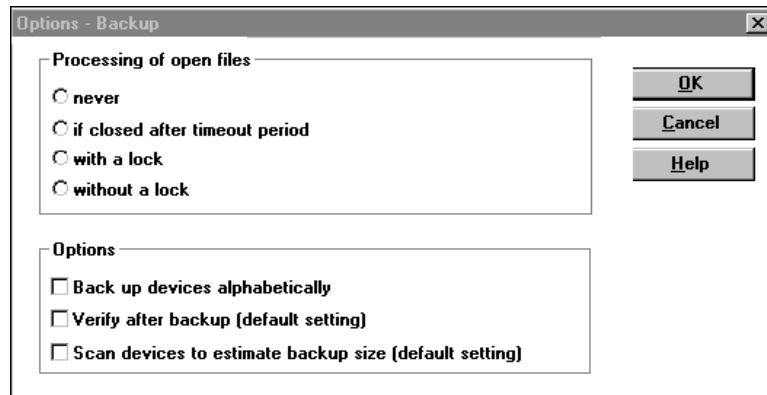 Options - Backup
Processing of open files
never
if closed after timeout period
with a lock
without a lock
OK
Cancel
Help
Options
Back up devices alphabetically
Verify after backup (default setting)
Scan devices to estimate backup size (default setting)